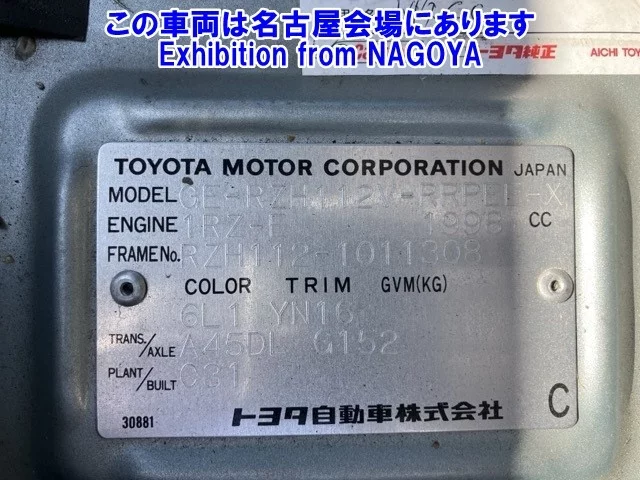 この車両は名古屋会場にあります
Exhibition from NAGOYA
トヨタ純正
AICHI TOYO
TOYOTA MOTOR CORPORATION JAPAN
MODEL GE-RZH112V-RRPEE-X
ENGINE 1RZ-E 1998 CC
FRAME No. RZH112-1011308
COLOR TRIM GVM(KG)
6L1 YN16
TRANS./AXLE A45DL G152
PLANT/BUILT
30881
トヨタ自動車株式会社 C